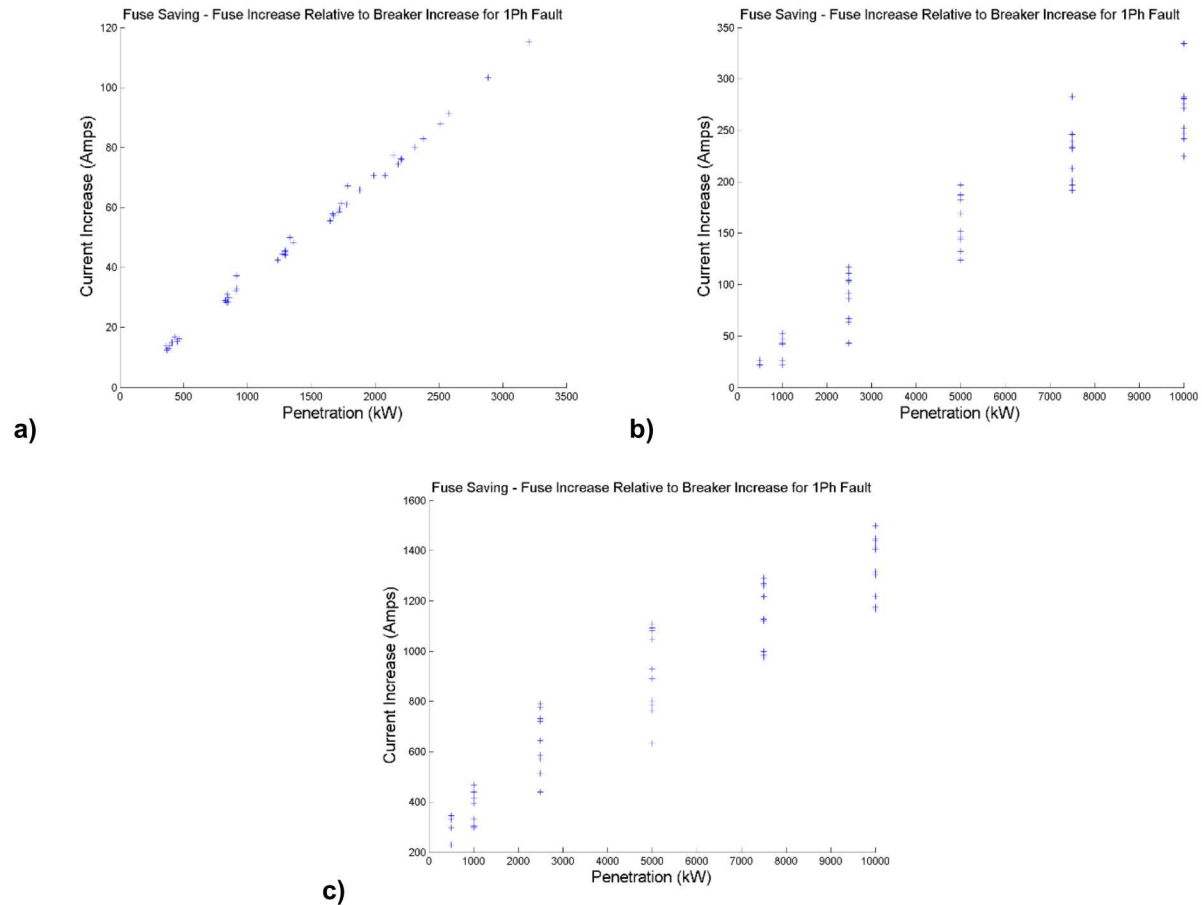 Fuse Saving - Fuse Increase Relative to Breaker Increase for 1Ph Fault
120
100
80
60
40
20
0
Current Increase (Amps)
0 500 1000 1500 2000 2500 3000 3500
Penetration (kW)
a)
Fuse Saving - Fuse Increase Relative to Breaker Increase for 1Ph Fault
350
300
250
200
150
100
50
0
Current Increase (Amps)
0 1000 2000 3000 4000 5000 6000 7000 8000 9000 10000
Penetration (kW)
b)
Fuse Saving - Fuse Increase Relative to Breaker Increase for 1Ph Fault
1600
1400
1200
1000
800
600
400
200
Current Increase (Amps)
0 1000 2000 3000 4000 5000 6000 7000 8000 9000 10000
Penetration (kW)
c)